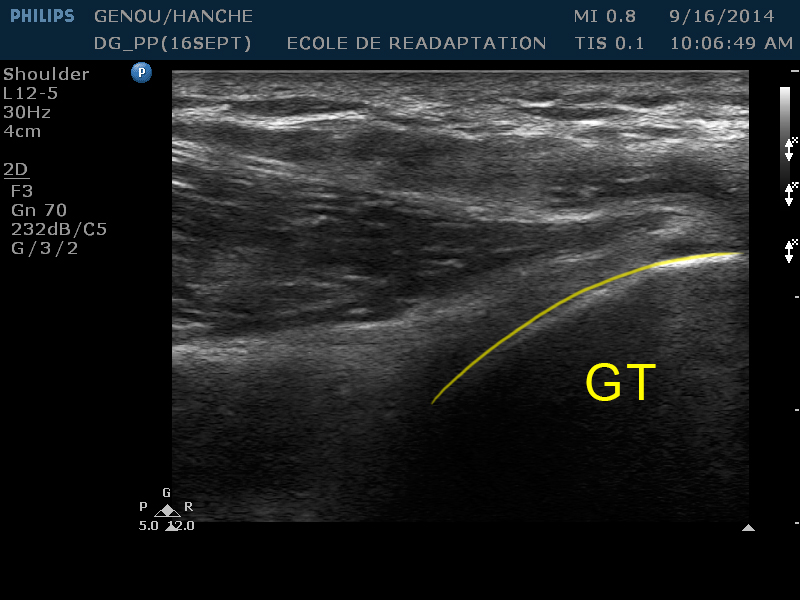 PHILIPS GENOU/HANCHE MI 0.8 9/16/2014
DG_PP(16SEPT) ECOLE DE READAPTATION TIS 0.1 10:06:49 AM
Shoulder
P
L12-5
30Hz
4cm
2D
F3
Gn 70
232dB/C5
G/3/2
GT
G
P R
5.0 12.0